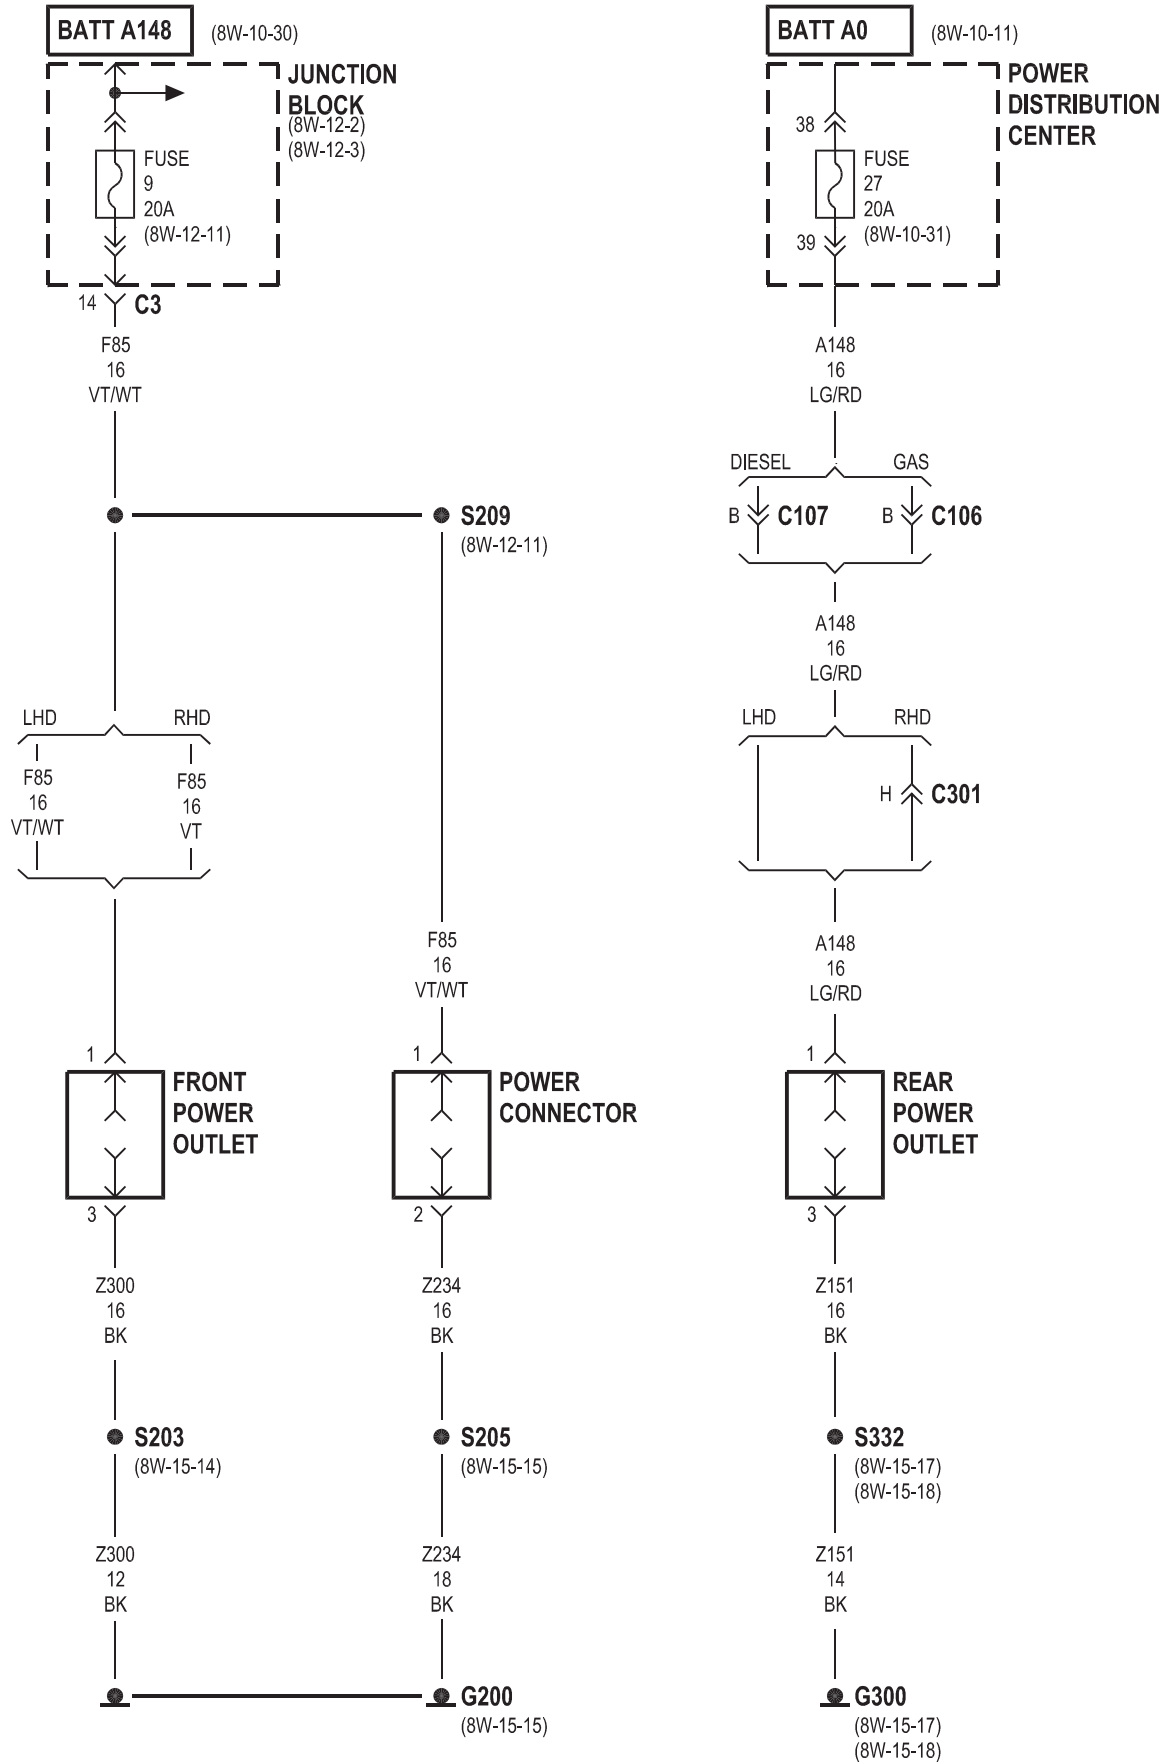 BATT A148
(8W-10-30)
JUNCTION
BLOCK
(8W-12-2)
(8W-12-3)
FUSE
9
20A
(8W-12-11)
14
C3
F85
16
VT/WT
S209
(8W-12-11)
LHD
RHD
F85
16
VT/WT
F85
16
VT
F85
16
VT/WT
1
FRONT
POWER
OUTLET
3
1
POWER
CONNECTOR
2
Z300
16
BK
Z234
16
BK
S203
(8W-15-14)
S205
(8W-15-15)
Z300
12
BK
Z234
18
BK
G200
(8W-15-15)
BATT A0
(8W-10-11)
POWER
DISTRIBUTION
CENTER
38
FUSE
27
20A
(8W-10-31)
39
A148
16
LG/RD
DIESEL
GAS
B
C107
B
C106
A148
16
LG/RD
LHD
RHD
H
C301
A148
16
LG/RD
1
REAR
POWER
OUTLET
3
Z151
16
BK
S332
(8W-15-17)
(8W-15-18)
Z151
14
BK
G300
(8W-15-17)
(8W-15-18)